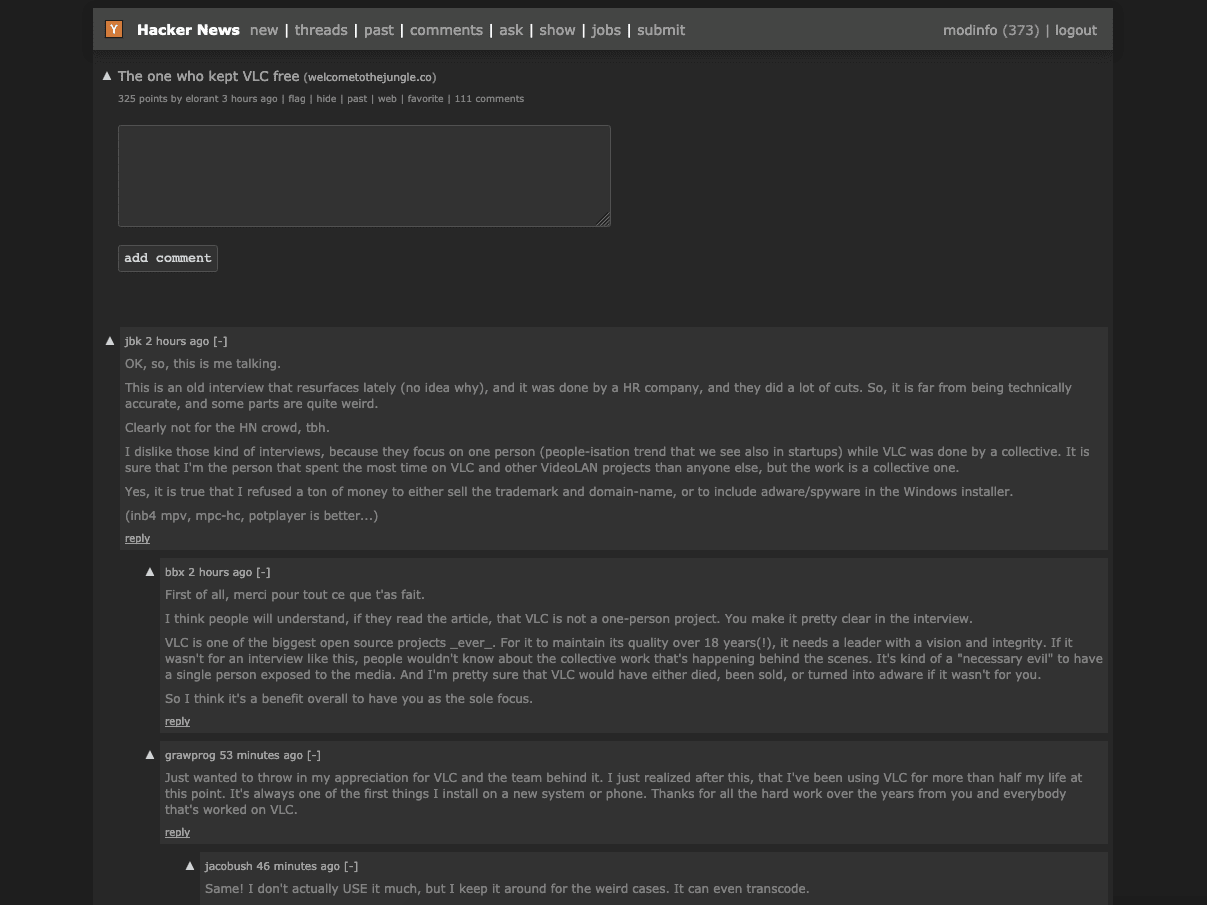 Y Hacker News new | threads | past | comments | ask | show | jobs | submit modinfo (373) | logout
▲ The one who kept VLC free (welcometothejungle.co)
325 points by elorant 3 hours ago | flag | hide | past | web | favorite | 111 comments
add comment
▲ jbk 2 hours ago [-]
OK, so, this is me talking.
This is an old interview that resurfaces lately (no idea why), and it was done by a HR company, and they did a lot of cuts. So, it is far from being technically
accurate, and some parts are quite weird.
Clearly not for the HN crowd, tbh.
I dislike those kind of interviews, because they focus on one person (people-isation trend that we see also in startups) while VLC was done by a collective. It is
sure that I'm the person that spent the most time on VLC and other VideoLAN projects than anyone else, but the work is a collective one.
Yes, it is true that I refused a ton of money to either sell the trademark and domain-name, or to include adware/spyware in the Windows installer.
(inb4 mpv, mpc-hc, potplayer is better...)
reply
▲ bbx 2 hours ago [-]
First of all, merci pour tout ce que t'as fait.
I think people will understand, if they read the article, that VLC is not a one-person project. You make it pretty clear in the interview.
VLC is one of the biggest open source projects _ever_. For it to maintain its quality over 18 years(!), it needs a leader with a vision and integrity. If it
wasn't for an interview like this, people wouldn't know about the collective work that's happening behind the scenes. It's kind of a "necessary evil" to have
a single person exposed to the media. And I'm pretty sure that VLC would have either died, been sold, or turned into adware if it wasn't for you.
So I think it's a benefit overall to have you as the sole focus.
reply
▲ grawprog 53 minutes ago [-]
Just wanted to throw in my appreciation for VLC and the team behind it. I just realized after this, that I've been using VLC for more than half my life at
this point. It's always one of the first things I install on a new system or phone. Thanks for all the hard work over the years from you and everybody
that's worked on VLC.
reply
▲ jacobush 46 minutes ago [-]
Same! I don't actually USE it much, but I keep it around for the weird cases. It can even transcode.